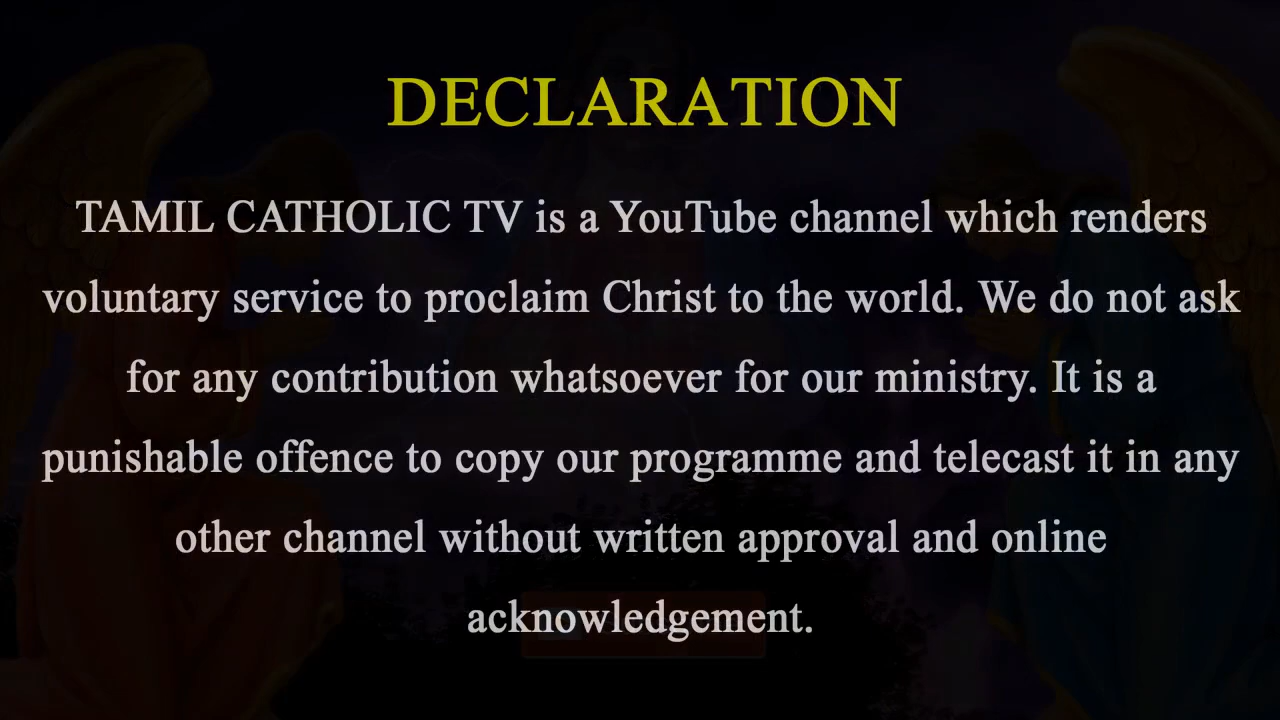 DECLARATION
TAMIL CATHOLIC TV is a YouTube channel which renders
voluntary service to proclaim Christ to the world. We do not ask
for any contribution whatsoever for our ministry. It is a
punishable offence to copy our programme and telecast it in any
other channel without written approval and online
acknowledgement.